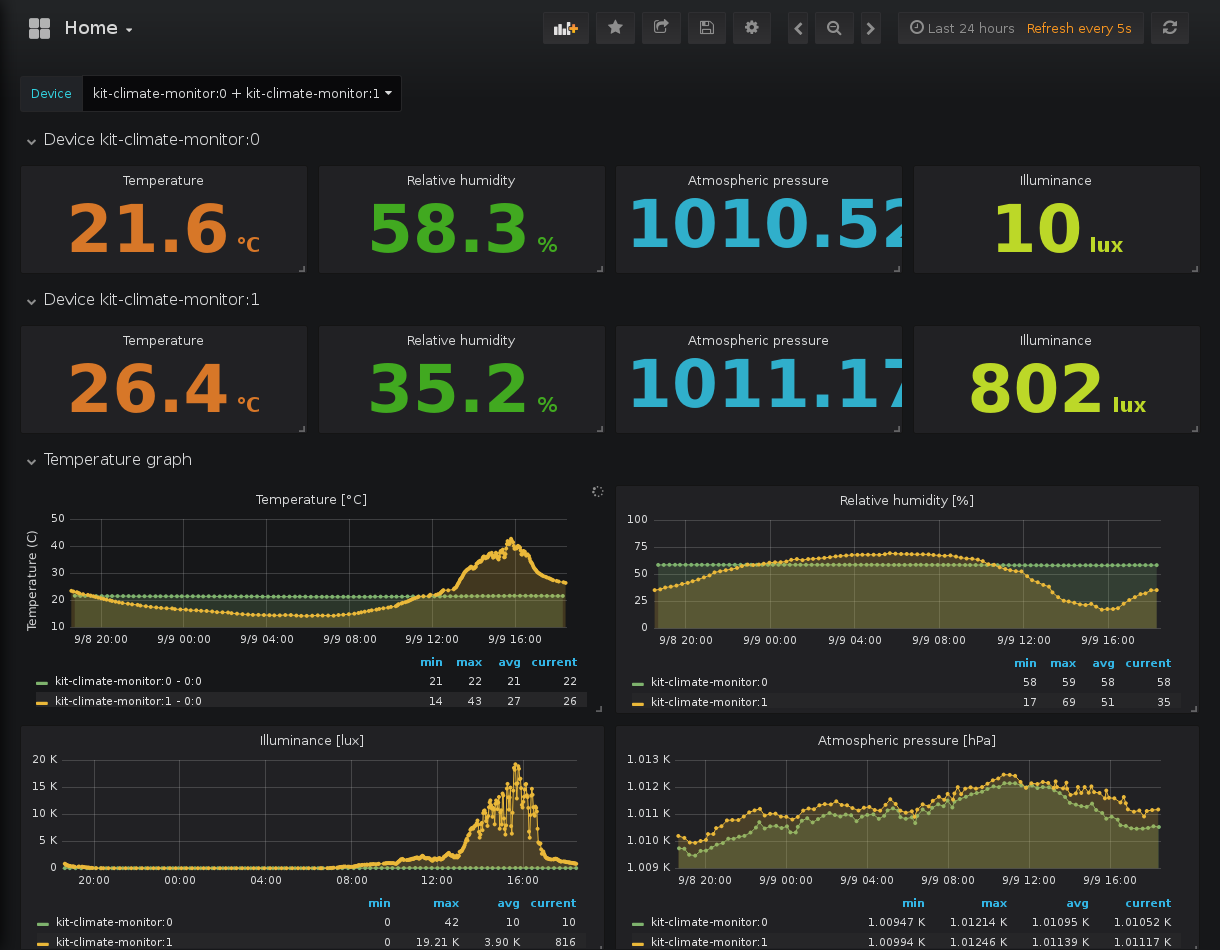 Home
Last 24 hours Refresh every 5s
Device kit-climate-monitor:0 + kit-climate-monitor:1
Device kit-climate-monitor:0
Temperature Relative humidity Atmospheric pressure Illuminance
21.6 °C 58.3 % 1010.52 10 lux
Device kit-climate-monitor:1
Temperature Relative humidity Atmospheric pressure Illuminance
26.4 °C 35.2 % 1011.17 802 lux
Temperature graph
Temperature [°C]
Temperature (C)
50
40
30
20
10
9/8 20:00 9/9 00:00 9/9 04:00 9/9 08:00 9/9 12:00 9/9 16:00
min max avg current
kit-climate-monitor:0 - 0:0 21 22 21 22
kit-climate-monitor:1 - 0:0 14 43 27 26
Relative humidity [%]
100
75
50
25
0
9/8 20:00 9/9 00:00 9/9 04:00 9/9 08:00 9/9 12:00 9/9 16:00
min max avg current
kit-climate-monitor:0 58 59 58 58
kit-climate-monitor:1 17 69 51 35
Illuminance [lux]
20 K
15 K
10 K
5 K
0
20:00 00:00 04:00 08:00 12:00 16:00
min max avg current
kit-climate-monitor:0 0 42 10 10
kit-climate-monitor:1 0 19.21 K 3.90 K 816
Atmospheric pressure [hPa]
1.013 K
1.012 K
1.011 K
1.010 K
1.009 K
9/8 20:00 9/9 00:00 9/9 04:00 9/9 08:00 9/9 12:00 9/9 16:00
min max avg current
kit-climate-monitor:0 1.00947 K 1.01214 K 1.01095 K 1.01052 K
kit-climate-monitor:1 1.00994 K 1.01246 K 1.01139 K 1.01117 K